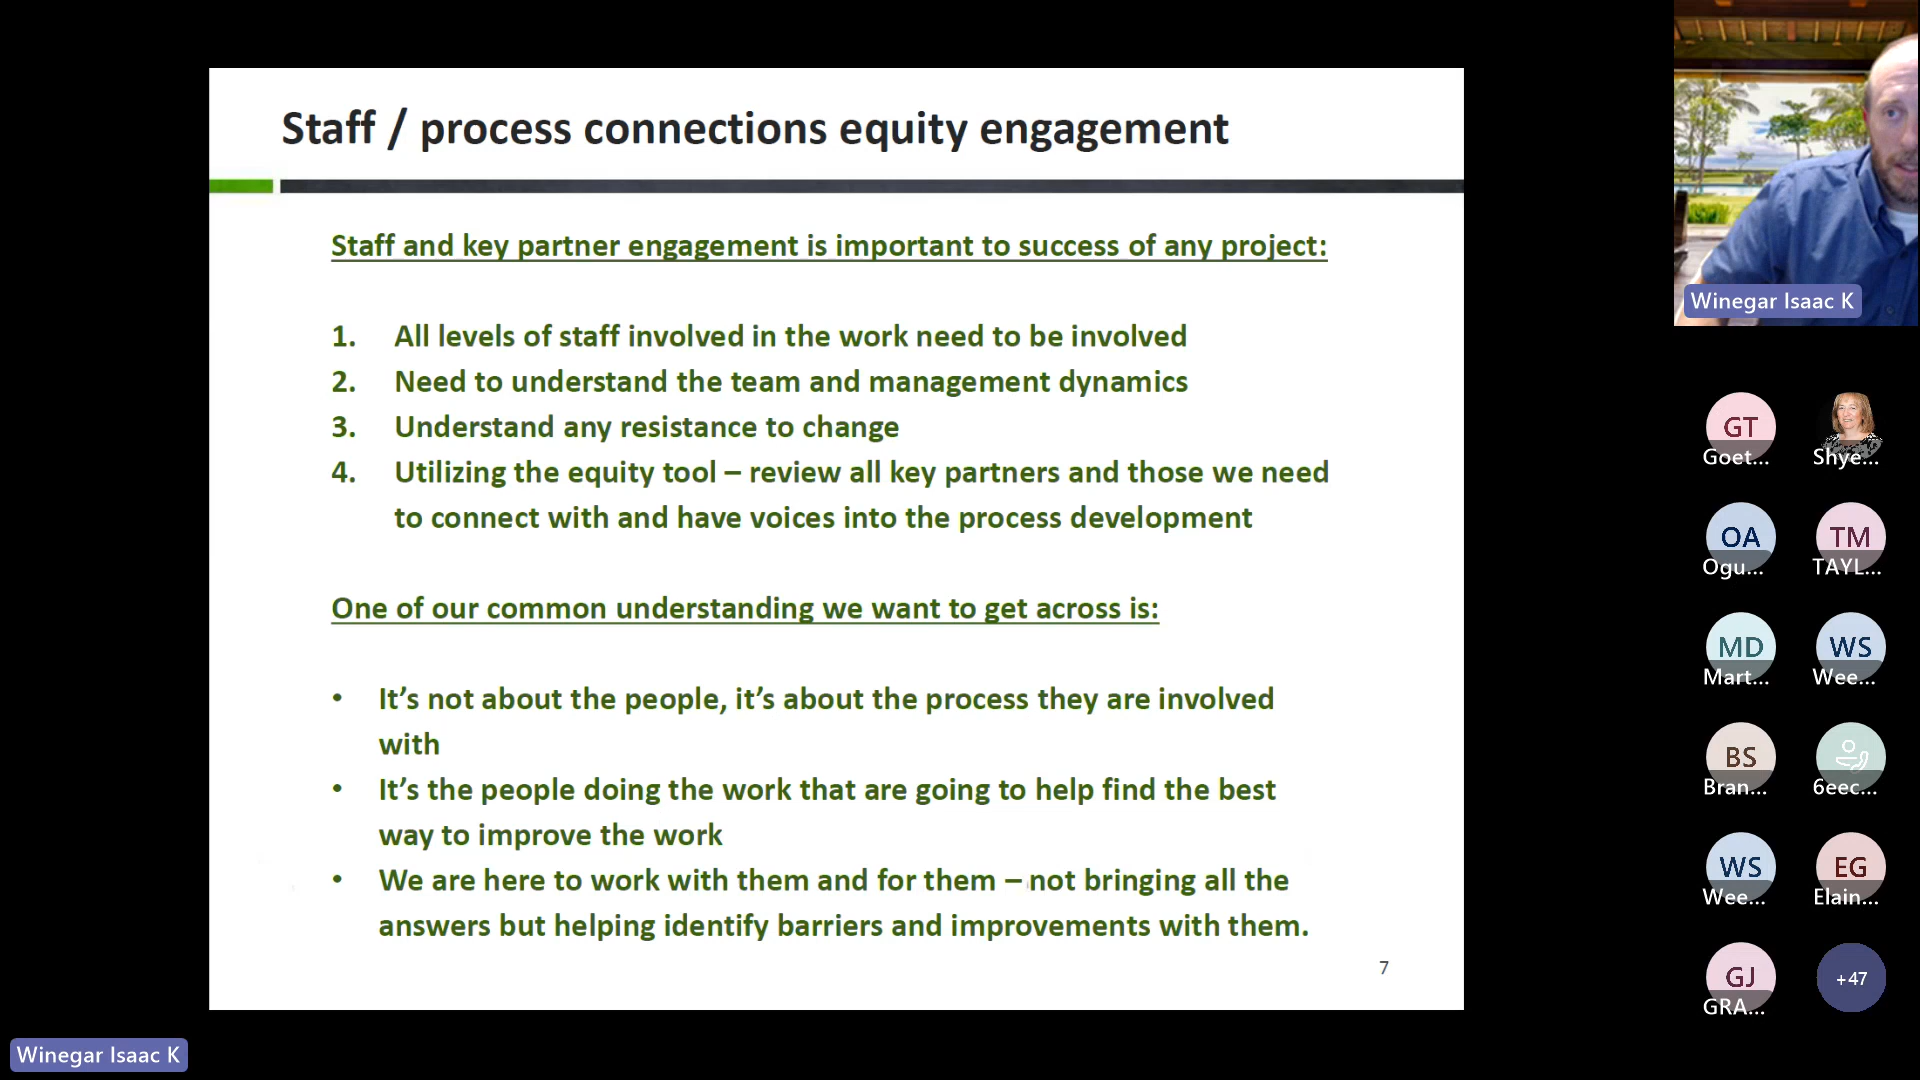 Staff / process connections equity engagement
Staff and key partner engagement is important to success of any project:
1. All levels of staff involved in the work need to be involved
2. Need to understand the team and management dynamics
3. Understand any resistance to change
4. Utilizing the equity tool – review all key partners and those we need
to connect with and have voices into the process development
One of our common understanding we want to get across is:
• It’s not about the people, it’s about the process they are involved
with
• It’s the people doing the work that are going to help find the best
way to improve the work
• We are here to work with them and for them – not bringing all the
answers but helping identify barriers and improvements with them.
7
Winegar Isaac K
Winegar Isaac K
GT
Goet...
Shye...
OA
Ogu...
TM
TAYL...
MD
Mart...
WS
Wee...
BS
Bran...
6eec...
WS
Wee...
EG
Elain...
GJ
GRA...
+47